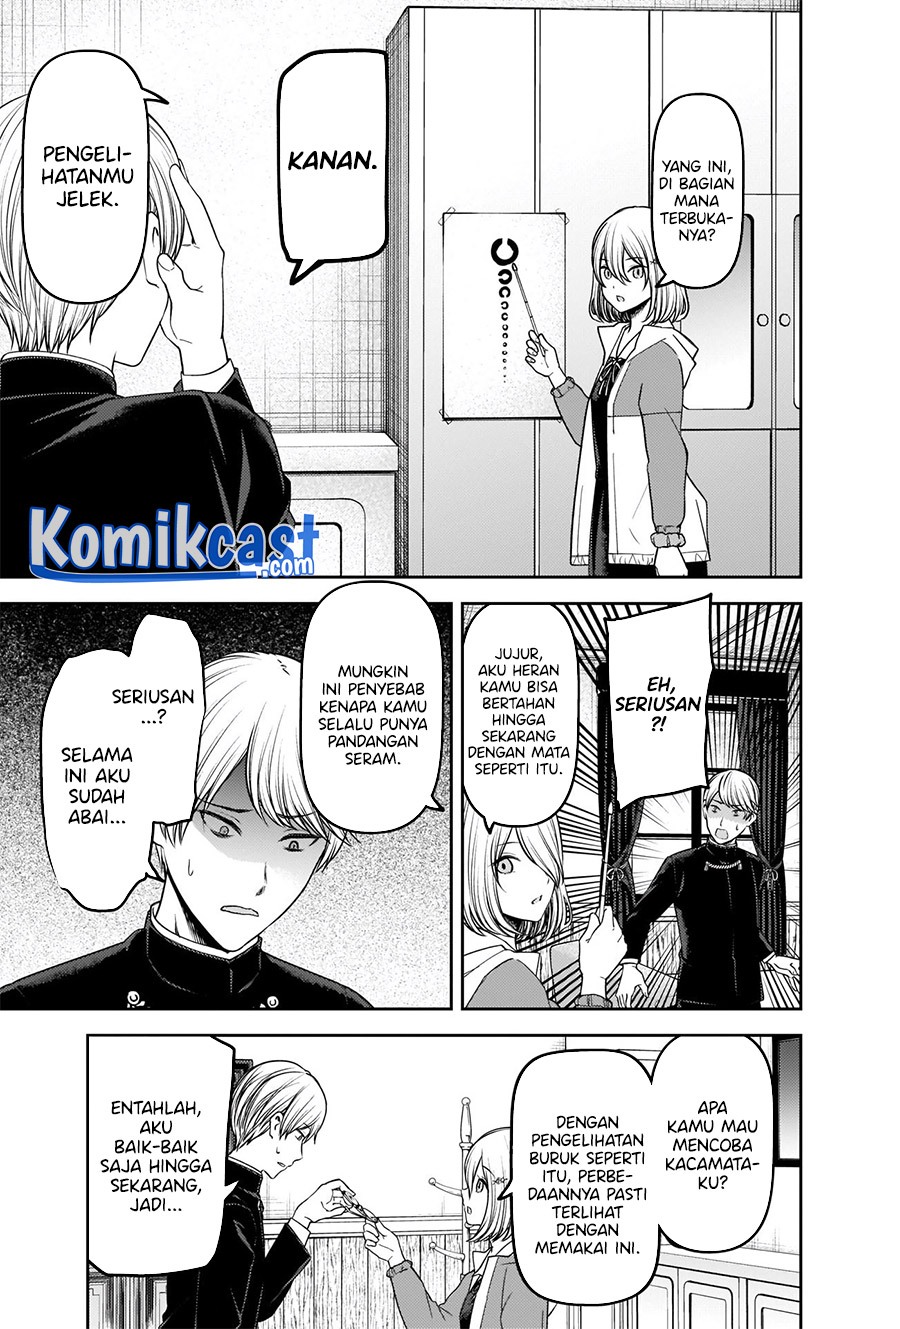 YANG INI,
DI BAGIAN
MANA
TERBUKA-
NYA?
KANAN.
PENGELI-
HATANMU
JELEK.
Komikcast
.com
EH,
SERIUSAN
?!
JUJUR,
AKU HERAN
KAMU BISA
BERTAHAN
HINGGA
SEKARANG
DENGAN MATA
SEPERTI ITU.
MUNGKIN
INI PENYEBAB
KENAPA KAMU
SELALU PUNYA
PANDANGAN
SERAM.
SERIUSAN
...?
SELAMA
INI AKU
SUDAH
ABAI...
APA
KAMU MAU
MENCOBA
KACAMATA-
KU?
DENGAN
PENGELIHATAN
BURUK SEPERTI
ITU, PERBE-
DAANNYA PASTI
TERLIHAT
DENGAN
MEMAKAI INI.
ENTAHLAH,
AKU
BAIK-BAIK
SAJA HINGGA
SEKARANG,
JADI...